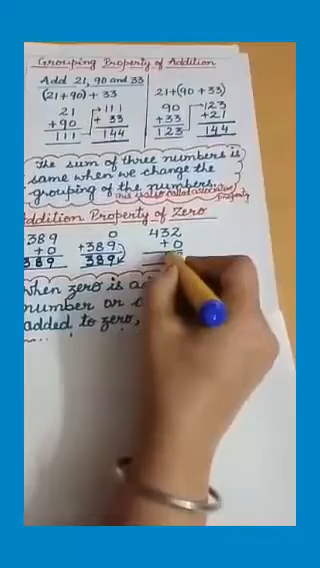 Grouping Property of Addition
Add 21, 90 and 33
(21+90) + 33
21
+90
111
111
+ 33
144
21+(90 + 33)
90
+33
123
123
+21
144
The sum of three numbers is
same when we change the
grouping of the numbers.
this is also called associative
property
Addition Property of Zero
389
+0
389
0
+389
389
432
+0
When zero is a
number or
added to zero,